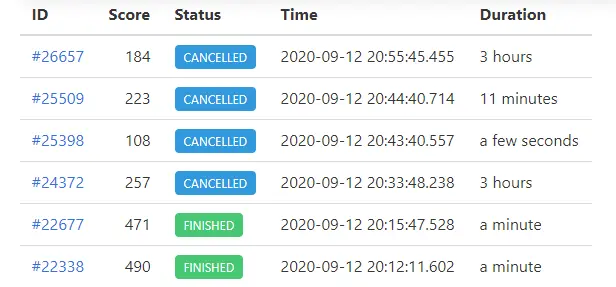 ID Score Status Time Duration
#26657 184 CANCELLED 2020-09-12 20:55:45.455 3 hours
#25509 223 CANCELLED 2020-09-12 20:44:40.714 11 minutes
#25398 108 CANCELLED 2020-09-12 20:43:40.557 a few seconds
#24372 257 CANCELLED 2020-09-12 20:33:48.238 3 hours
#22677 471 FINISHED 2020-09-12 20:15:47.528 a minute
#22338 490 FINISHED 2020-09-12 20:12:11.602 a minute